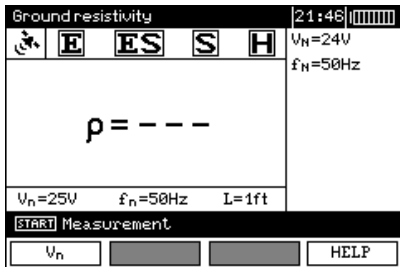 Ground resistivity 21:46
E ES S H
VN=24V
fN=50Hz
ρ=---
Vn=25V fn=50Hz L=1ft
START Measurement
Vn HELP